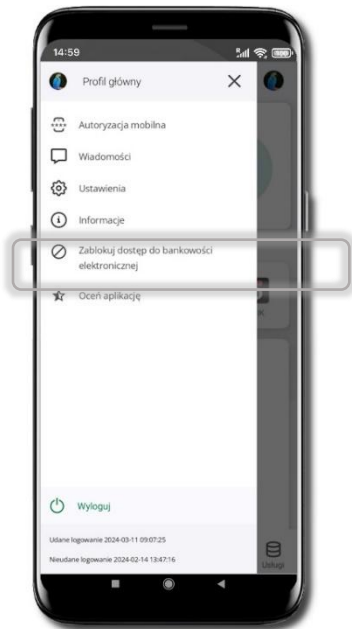 14:59
Profil główny
Autoryzacja mobilna
Wiadomości
Ustawienia
Informacje
Zablokuj dostęp do bankowości
elektronicznej
Oceń aplikację
Wyloguj
Udane logowanie 2024-03-11 09:07:25
Nieudane logowanie 2024-02-14 13:47:16
Usługi